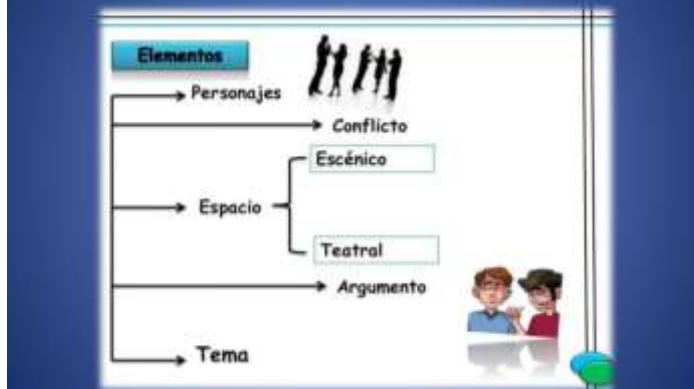 Elementos
Personajes
Conflicto
Escénico
Espacio
Teatral
Argumento
Tema